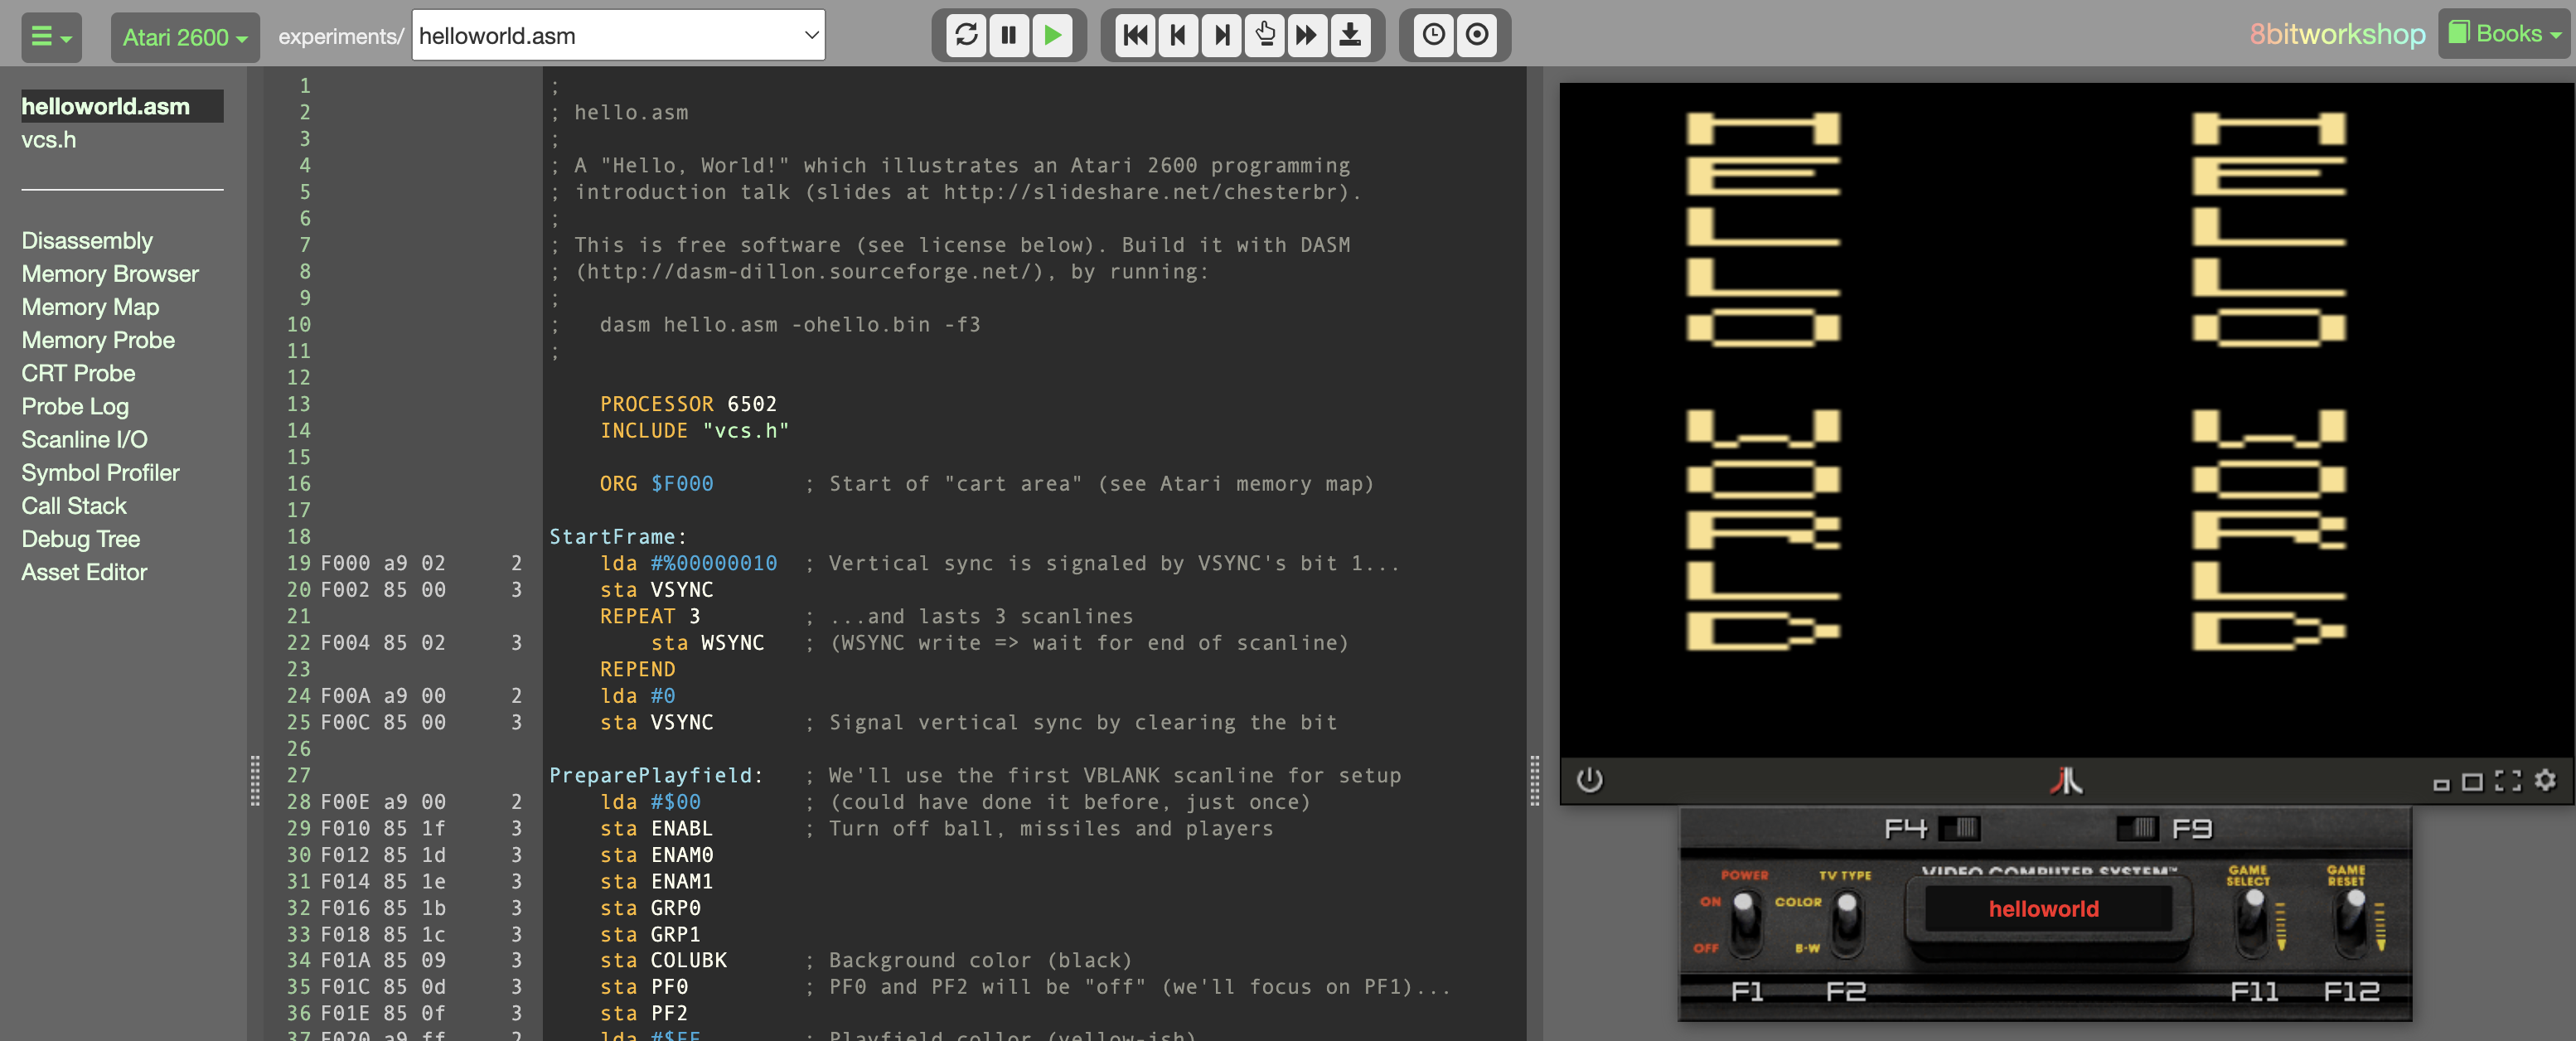 Atari 2600
experiments/ helloworld.asm
8bitworkshop
Books
helloworld.asm
vcs.h
Disassembly
Memory Browser
Memory Map
Memory Probe
CRT Probe
Probe Log
Scanline I/O
Symbol Profiler
Call Stack
Debug Tree
Asset Editor
1 ;
2 ; hello.asm
3 ;
4 ; A "Hello, World!" which illustrates an Atari 2600 programming
5 ; introduction talk (slides at http://slideshare.net/chesterbr).
6 ;
7 ; This is free software (see license below). Build it with DASM
8 ; (http://dasm-dillon.sourceforge.net/), by running:
9 ;
10 ;   dasm hello.asm -ohello.bin -f3
11 ;
12
13 PROCESSOR 6502
14 INCLUDE "vcs.h"
15
16 ORG $F000 ; Start of "cart area" (see Atari memory map)
17
18 StartFrame:
19 F000 a9 02 2 lda #%00000010 ; Vertical sync is signaled by VSYNC's bit 1...
20 F002 85 00 3 sta VSYNC
21 REPEAT 3 ; ...and lasts 3 scanlines
22 F004 85 02 3 sta WSYNC ; (WSYNC write => wait for end of scanline)
23 REPEND
24 F00A a9 00 2 lda #0
25 F00C 85 00 3 sta VSYNC ; Signal vertical sync by clearing the bit
26
27 PreparePlayfield: ; We'll use the first VBLANK scanline for setup
28 F00E a9 00 2 lda #$00 ; (could have done it before, just once)
29 F010 85 1f 3 sta ENABL ; Turn off ball, missiles and players
30 F012 85 1d 3 sta ENAM0
31 F014 85 1e 3 sta ENAM1
32 F016 85 1b 3 sta GRP0
33 F018 85 1c 3 sta GRP1
34 F01A 85 09 3 sta COLUBK ; Background color (black)
35 F01C 85 0d 3 sta PF0 ; PF0 and PF2 will be "off" (we'll focus on PF1)...
36 F01E 85 0f 3 sta PF2
37 F020 a9 ff 2 lda #$FF ; Playfield collor (yellow-ish)
H H
E E
L L
L L
O O
W W
O O
R R
L L
D D
F4 F9
VIDEO COMPUTER SYSTEM™
POWER TV TYPE GAME SELECT GAME RESET
ON COLOR
helloworld
OFF B-W
F1 F2 F11 F12